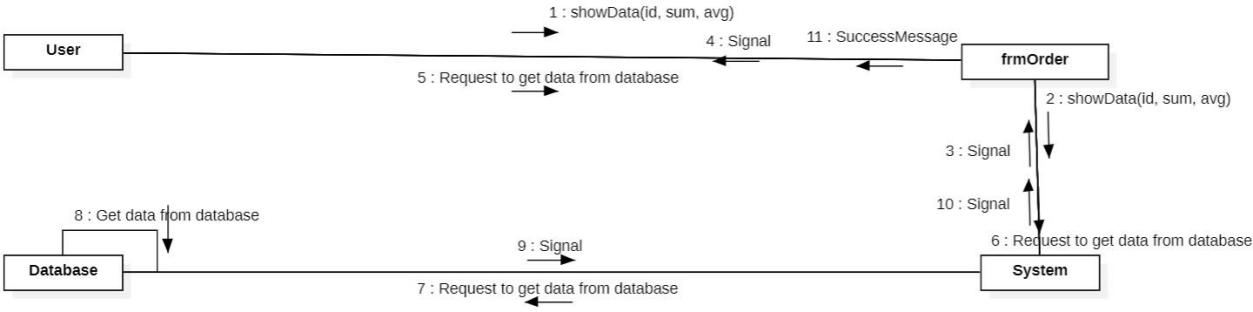 1 : showData(id, sum, avg)
User
4 : Signal
11 : SuccessMessage
frmOrder
5 : Request to get data from database
2 : showData(id, sum, avg)
3 : Signal
10 : Signal
8 : Get data from database
6 : Request to get data from database
9 : Signal
Database
System
7 : Request to get data from database